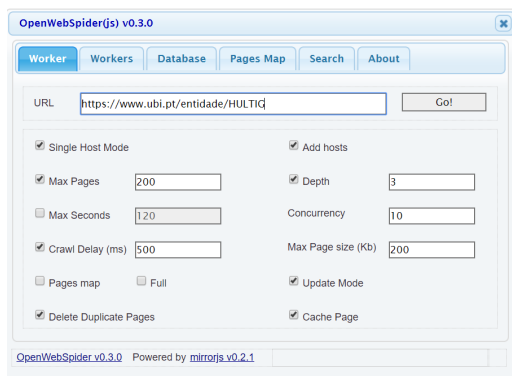 OpenWebSpider(js) v0.3.0
Worker Workers Database Pages Map Search About
URL https://www.ubi.pt/entidade/HULTIG Go!
Single Host Mode Add hosts
Max Pages 200 Depth 3
Max Seconds 120 Concurrency 10
Crawl Delay (ms) 500 Max Page size (Kb) 200
Pages map Full Update Mode
Delete Duplicate Pages Cache Page
OpenWebSpider v0.3.0 Powered by mirrorjs v0.2.1